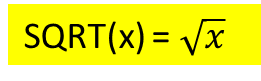 SQRT(x) = √x